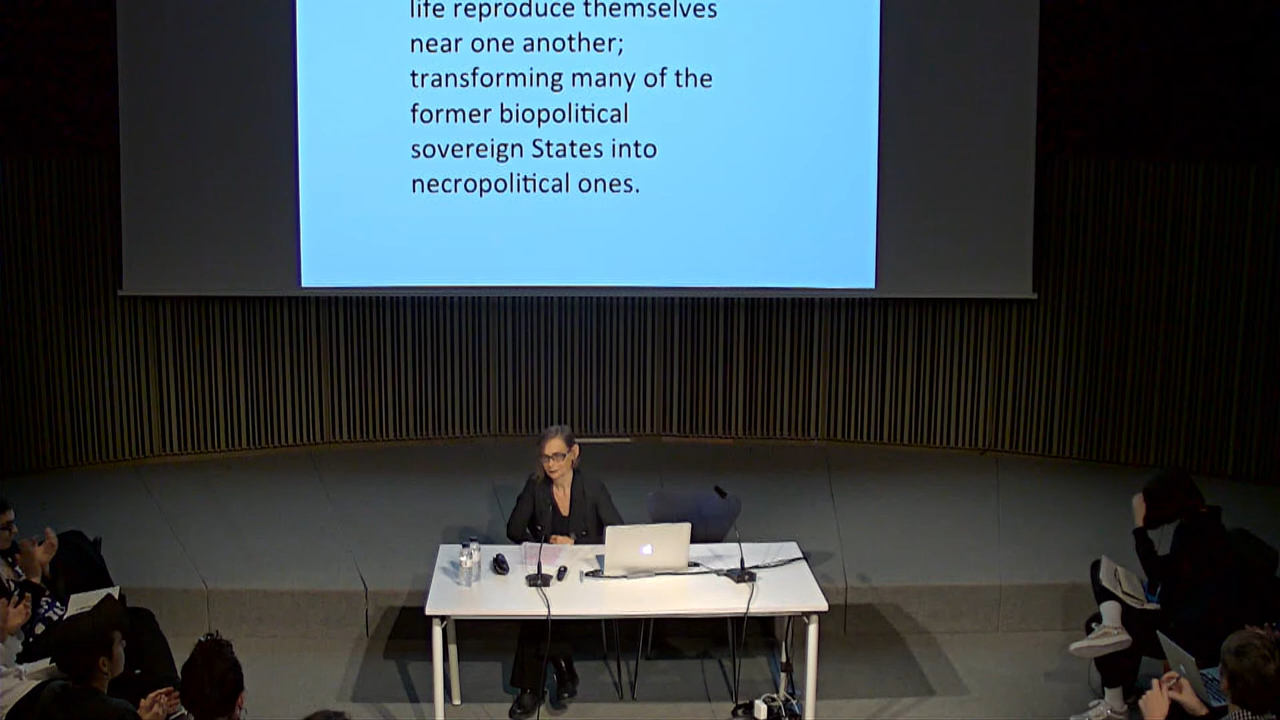 life reproduce themselves
near one another;
transforming many of the
former biopolitical
sovereign States into
necropolitical ones.